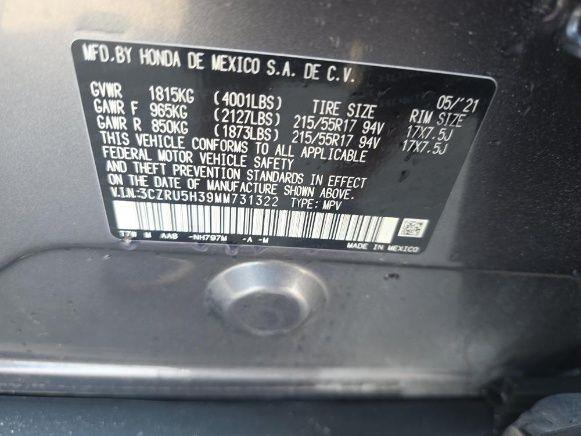 MFD.BY HONDA DE MEXICO S.A. DE C.V.
GVWR 1815KG (4001LBS) TIRE SIZE 05/'21 RIM SIZE
GAWR F 965KG (2127LBS) 215/55R17 94V 17X7.5J
GAWR R 850KG (1873LBS) 215/55R17 94V 17X7.5J
THIS VEHICLE CONFORMS TO ALL APPLICABLE
FEDERAL MOTOR VEHICLE SAFETY
AND THEFT PREVENTION STANDARDS IN EFFECT
ON THE DATE OF MANUFACTURE SHOWN ABOVE.
V.I.N:3CZRU5H39MM731322 TYPE: MPV
AAB -NH797M -A -M MADE IN MEXICO